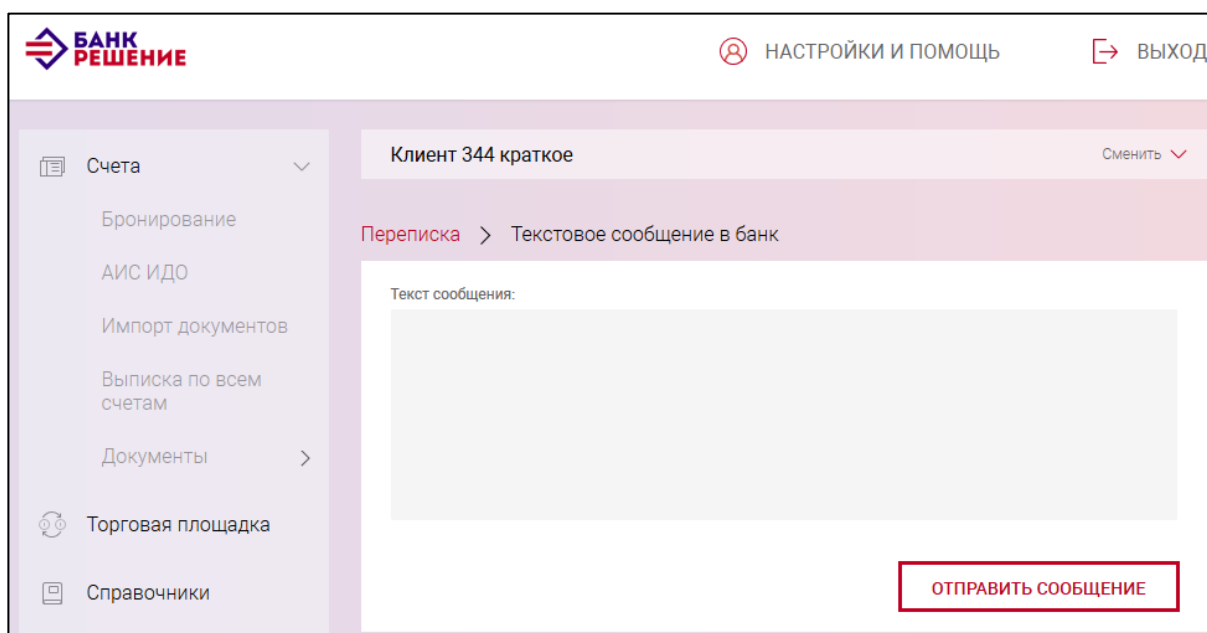 БАНК
РЕШЕНИЕ
НАСТРОЙКИ И ПОМОЩЬ
ВЫХОД
Счета
Бронирование
АИС ИДО
Импорт документов
Выписка по всем
счетам
Документы
Торговая площадка
Справочники
Клиент 344 краткое
Сменить
Переписка > Текстовое сообщение в банк
Текст сообщения:
ОТПРАВИТЬ СООБЩЕНИЕ